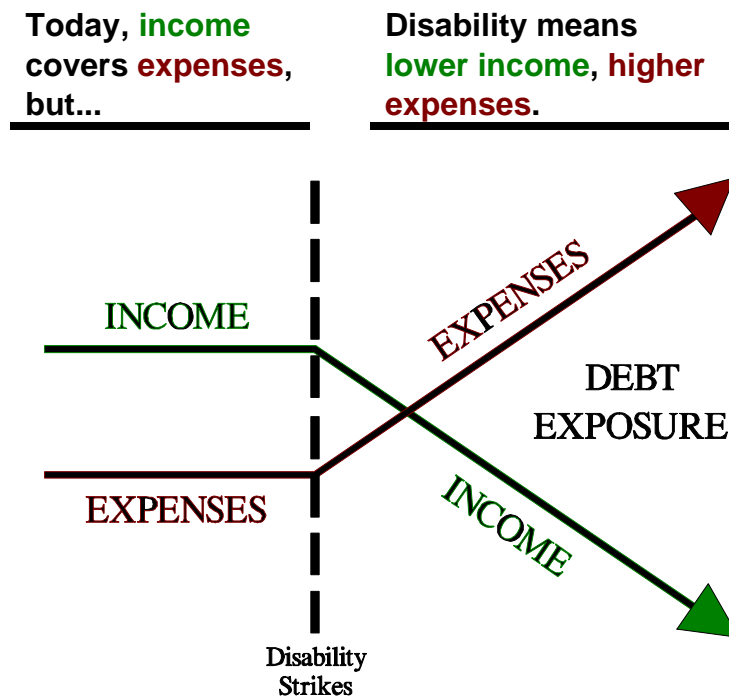 Today, income
covers expenses,
but...
Disability means
lower income, higher
expenses.
INCOME
EXPENSES
EXPENSES
DEBT
EXPOSURE
INCOME
Disability
Strikes